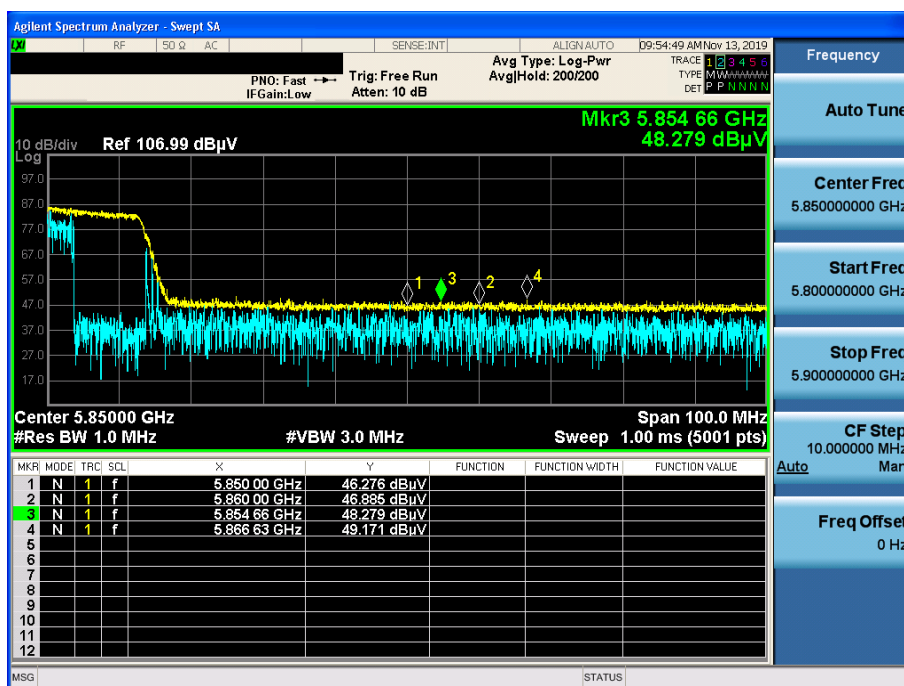 Agilent Spectrum Analyzer - Swept SA
LXI RF 50 Ω AC SENSE:INT ALIGN AUTO 09:54:49 AM Nov 13, 2019
PNO: Fast IFGain:Low
Trig: Free Run Atten: 10 dB
Avg Type: Log-Pwr Avg|Hold: 200/200
TRACE 1 2 3 4 5 6
TYPE M WWWWWW
DET P P N N N N
Mkr3 5.854 66 GHz
48.279 dBµV
10 dB/div Ref 106.99 dBµV
Log
97.0
87.0
77.0
67.0
57.0
47.0
37.0
27.0
17.0
1 3 2 4
Center 5.85000 GHz Span 100.0 MHz
#Res BW 1.0 MHz #VBW 3.0 MHz Sweep 1.00 ms (5001 pts)
MKR MODE TRC SCL X Y FUNCTION FUNCTION WIDTH FUNCTION VALUE
1 N 1 f 5.850 00 GHz 46.276 dBµV
2 N 1 f 5.860 00 GHz 46.885 dBµV
3 N 1 f 5.854 66 GHz 48.279 dBµV
4 N 1 f 5.866 63 GHz 49.171 dBµV
5
6
7
8
9
10
11
12
MSG STATUS
Frequency
Auto Tune
Center Freq
5.850000000 GHz
Start Freq
5.800000000 GHz
Stop Freq
5.900000000 GHz
CF Step
10.000000 MHz
Auto Man
Freq Offset
0 Hz